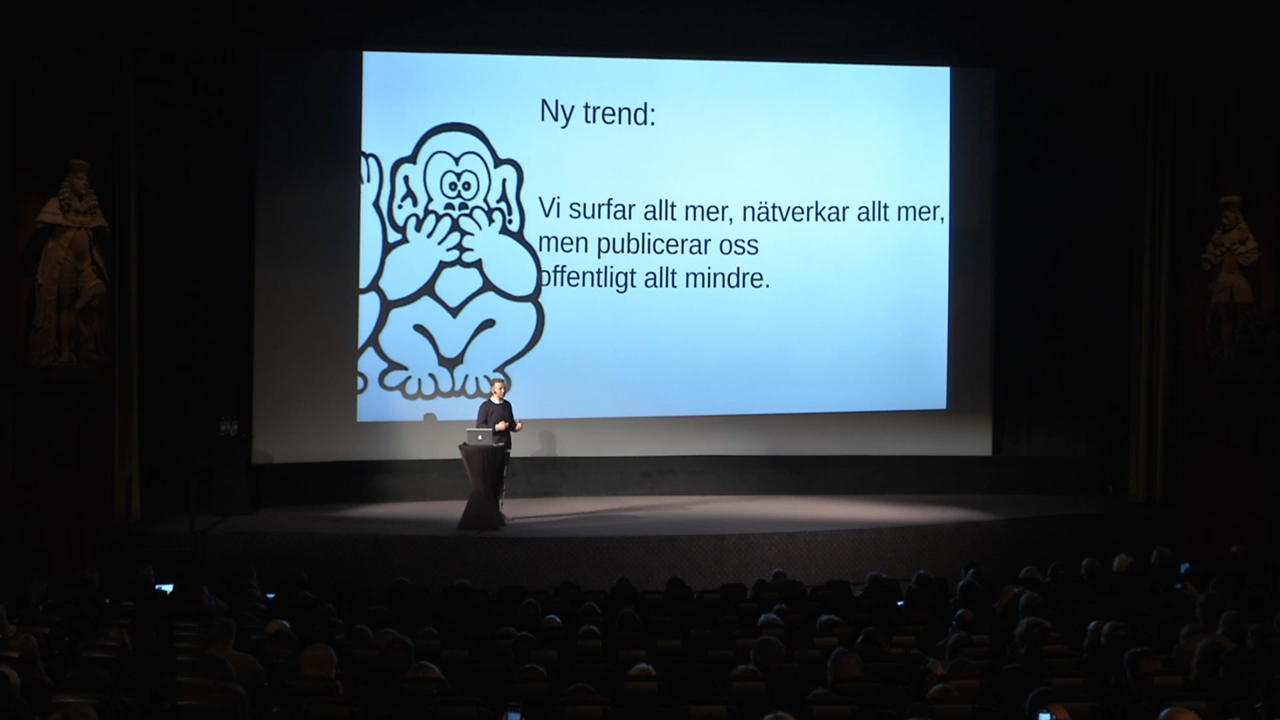 Ny trend:
Vi surfar allt mer, nätverkar allt mer,
men publicerar oss
offentligt allt mindre.